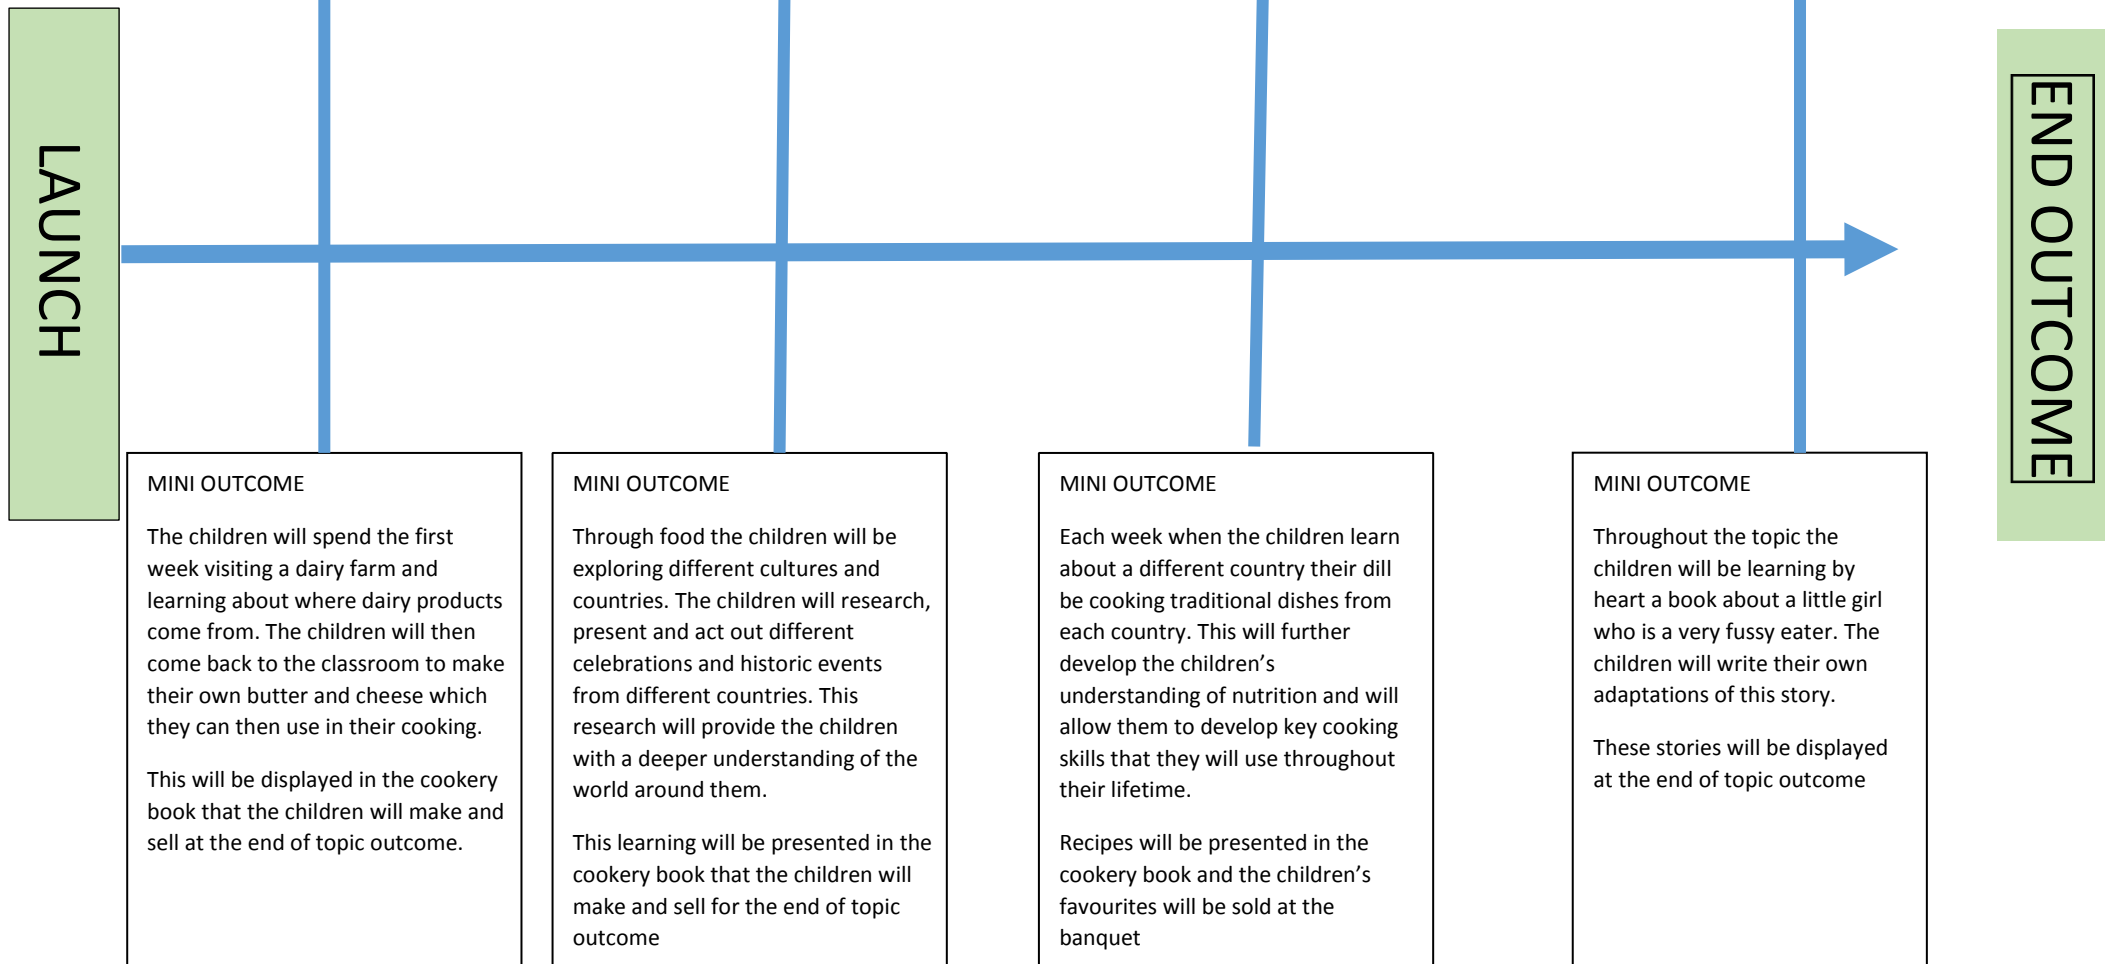 LAUNCH
MINI OUTCOME
The children will spend the first
week visiting a dairy farm and
learning about where dairy products
come from. The children will then
come back to the classroom to make
their own butter and cheese which
they can then use in their cooking.
This will be displayed in the cookery
book that the children will make and
sell at the end of topic outcome.
MINI OUTCOME
Through food the children will be
exploring different cultures and
countries. The children will research,
present and act out different
celebrations and historic events
from different countries. This
research will provide the children
with a deeper understanding of the
world around them.
This learning will be presented in the
cookery book that the children will
make and sell for the end of topic
outcome
MINI OUTCOME
Each week when the children learn
about a different country their dill
be cooking traditional dishes from
each country. This will further
develop the children’s
understanding of nutrition and will
allow them to develop key cooking
skills that they will use throughout
their lifetime.
Recipes will be presented in the
cookery book and the children’s
favourites will be sold at the
banquet
MINI OUTCOME
Throughout the topic the
children will be learning by
heart a book about a little girl
who is a very fussy eater. The
children will write their own
adaptations of this story.
These stories will be displayed
at the end of topic outcome
END OUTCOME